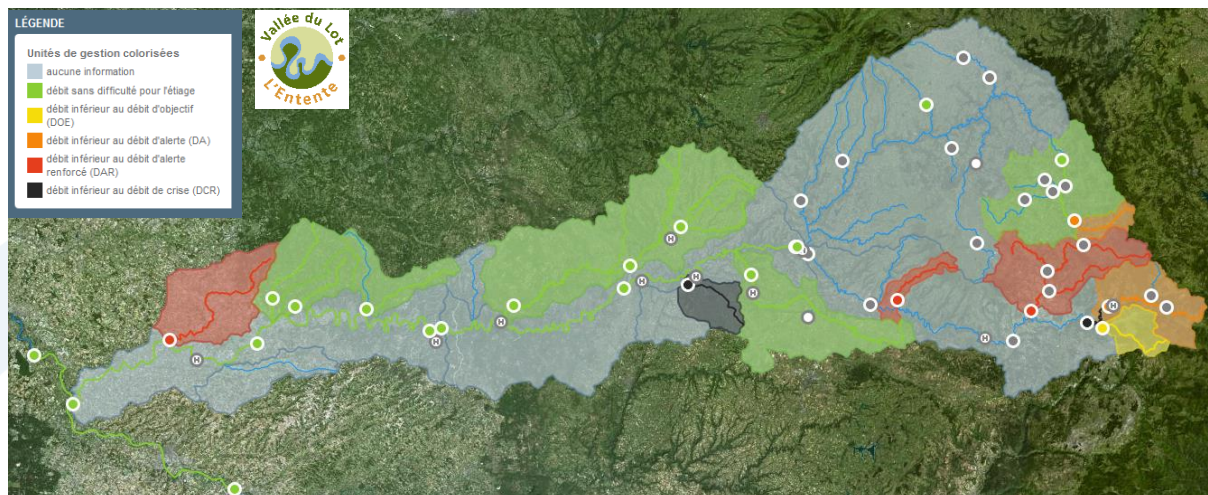 LÉGENDE
Unités de gestion colorisées
aucune information
débit sans difficulté pour l'étiage
débit inférieur au débit d'objectif
(DOE)
débit inférieur au débit d'alerte (DA)
débit inférieur au débit d'alerte
renforcé (DAR)
débit inférieur au débit de crise (DCR)
Vallée du Lot
L'Entente
H
H
H
H
H
H
H
H
H
H